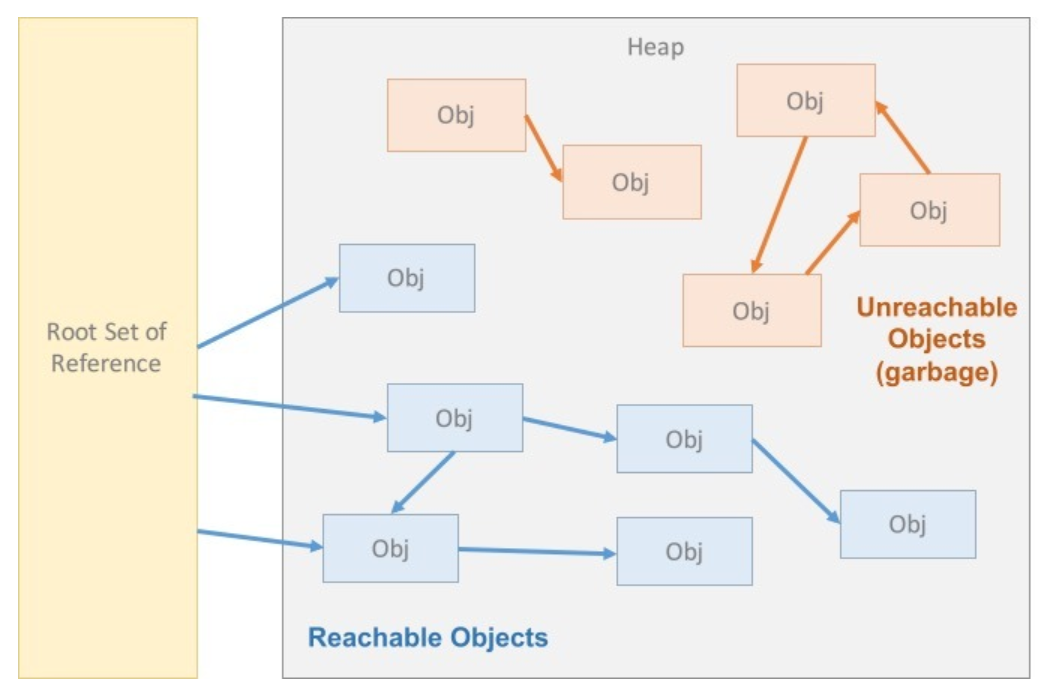 Heap
Obj
Obj
Obj
Obj
Obj
Obj
Unreachable
Objects
(garbage)
Root Set of
Reference
Obj
Obj
Obj
Obj
Obj
Reachable Objects